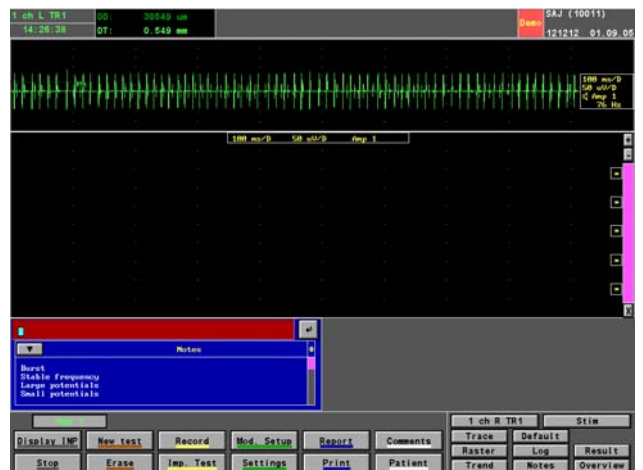 1 ch L TR1
DD: 30549 um
Demo
SAJ (10011)
14:26:38
DT: 0.549 mm
121212 01.09.05
100 ms/D
50 uV/D
Amp 1
76 Hz
100 ms/D 50 uV/D Amp 1
+
-
X
Notes
Burst
Stable frequency
Large potentials
Small potentials
1 ch R TR1
Stim
Display INP
New test
Record
Mod. Setup
Report
Comments
Trace
Default
Raster
Log
Result
Stop
Erase
Imp. Test
Settings
Print
Patient
Trend
Notes
Overview